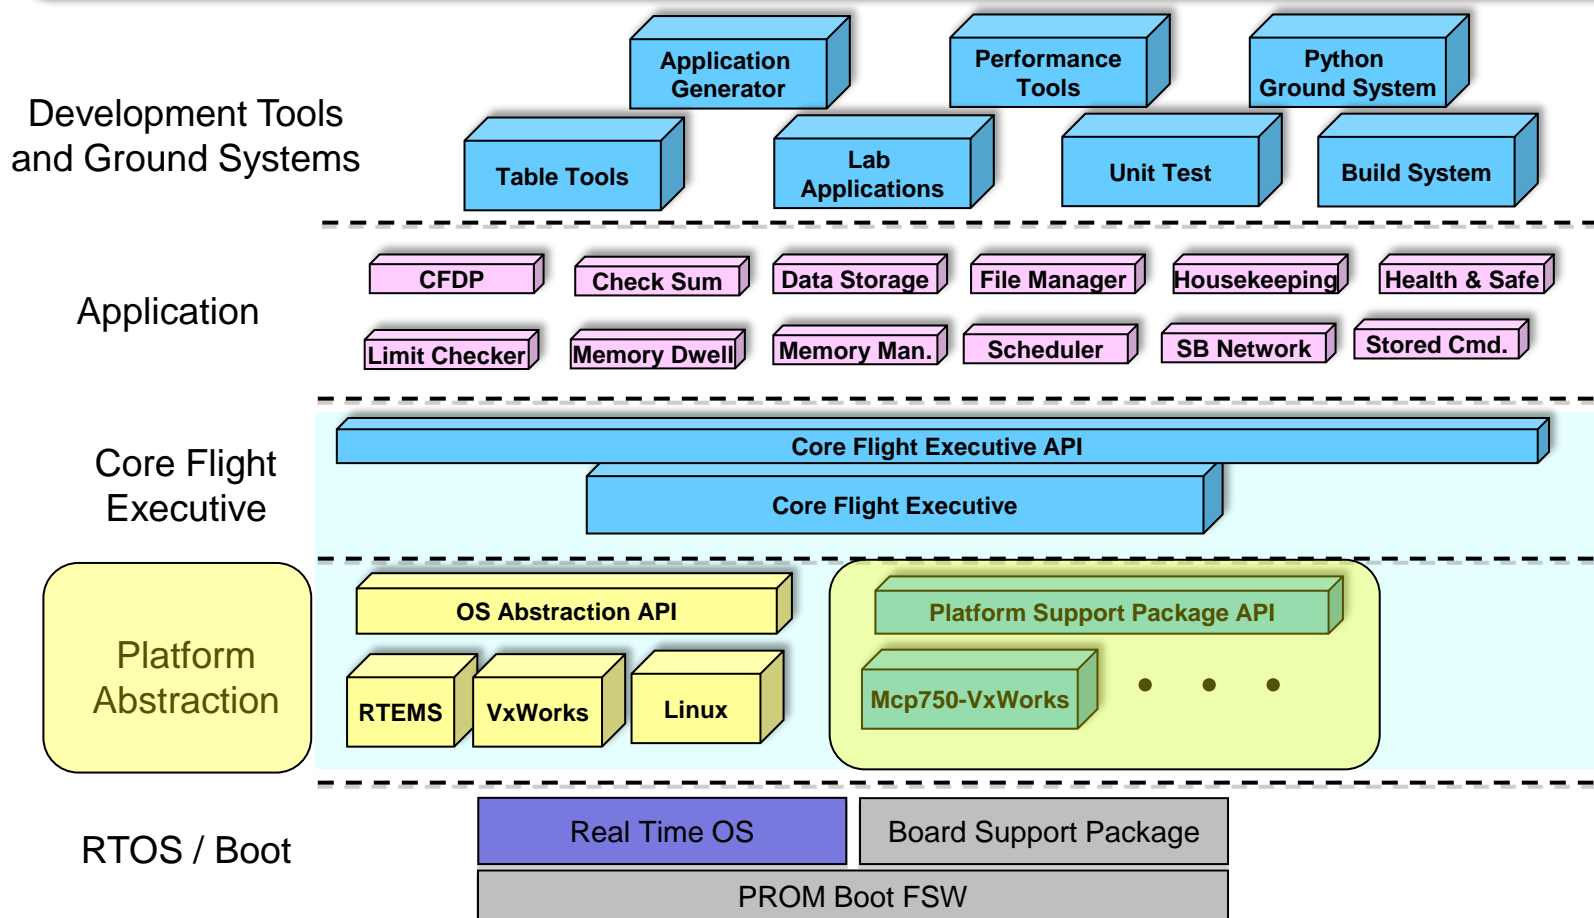 Application
Generator
Performance
Tools
Python
Ground System
Development Tools
and Ground Systems
Table Tools
Lab
Applications
Unit Test
Build System
Application
CFDP
Check Sum
Data Storage
File Manager
Housekeeping
Health & Safe
Limit Checker
Memory Dwell
Memory Man.
Scheduler
SB Network
Stored Cmd.
Core Flight
Executive
Core Flight Executive API
Core Flight Executive
Platform
Abstraction
OS Abstraction API
RTEMS
VxWorks
Linux
Platform Support Package API
Mcp750-VxWorks
• • •
RTOS / Boot
Real Time OS
Board Support Package
PROM Boot FSW